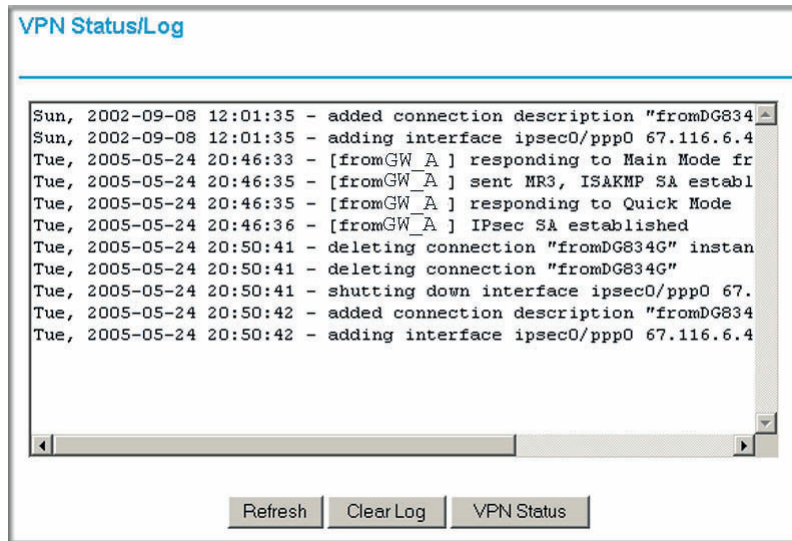 VPN Status/Log
Sun, 2002-09-08 12:01:35 - added connection description "fromDG834
Sun, 2002-09-08 12:01:35 - adding interface ipsec0/ppp0 67.116.6.4
Tue, 2005-05-24 20:46:33 - [fromGW_A ] responding to Main Mode fr
Tue, 2005-05-24 20:46:35 - [fromGW_A ] sent MR3, ISAKMP SA establ
Tue, 2005-05-24 20:46:35 - [fromGW_A ] responding to Quick Mode
Tue, 2005-05-24 20:46:36 - [fromGW_A ] IPsec SA established
Tue, 2005-05-24 20:50:41 - deleting connection "fromDG834G" instan
Tue, 2005-05-24 20:50:41 - deleting connection "fromDG834G"
Tue, 2005-05-24 20:50:41 - shutting down interface ipsec0/ppp0 67.
Tue, 2005-05-24 20:50:42 - added connection description "fromDG834
Tue, 2005-05-24 20:50:42 - adding interface ipsec0/ppp0 67.116.6.4
Refresh Clear Log VPN Status